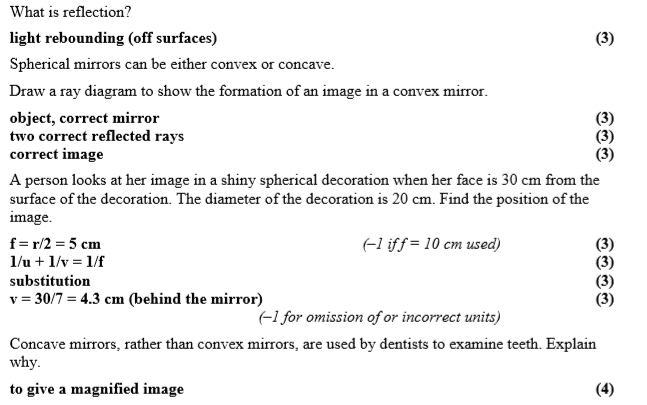 What is reflection?
light rebounding (off surfaces) (3)
Spherical mirrors can be either convex or concave.
Draw a ray diagram to show the formation of an image in a convex mirror.
object, correct mirror (3)
two correct reflected rays (3)
correct image (3)
A person looks at her image in a shiny spherical decoration when her face is 30 cm from the
surface of the decoration. The diameter of the decoration is 20 cm. Find the position of the
image.
f = r/2 = 5 cm (–1 if f = 10 cm used) (3)
1/u + 1/v = 1/f (3)
substitution (3)
v = 30/7 = 4.3 cm (behind the mirror) (3)
(–1 for omission of or incorrect units)
Concave mirrors, rather than convex mirrors, are used by dentists to examine teeth. Explain
why.
to give a magnified image (4)